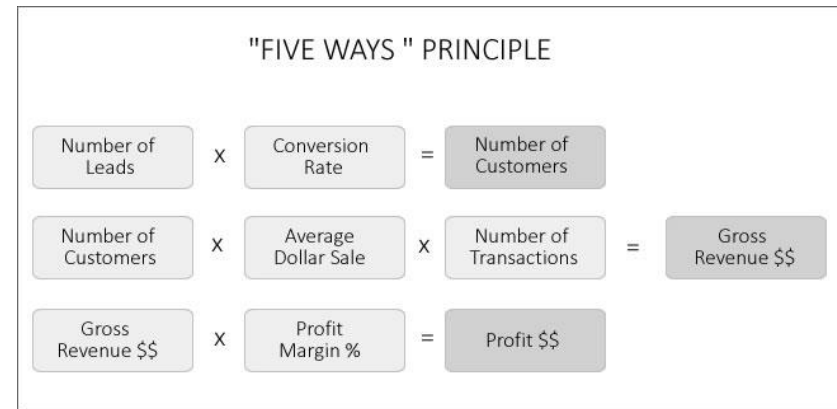 "FIVE WAYS " PRINCIPLE
Number of
Leads
x
Conversion
Rate
=
Number of
Customers
Number of
Customers
x
Average
Dollar Sale
x
Number of
Transactions
=
Gross
Revenue $$
Gross
Revenue $$
x
Profit
Margin %
=
Profit $$